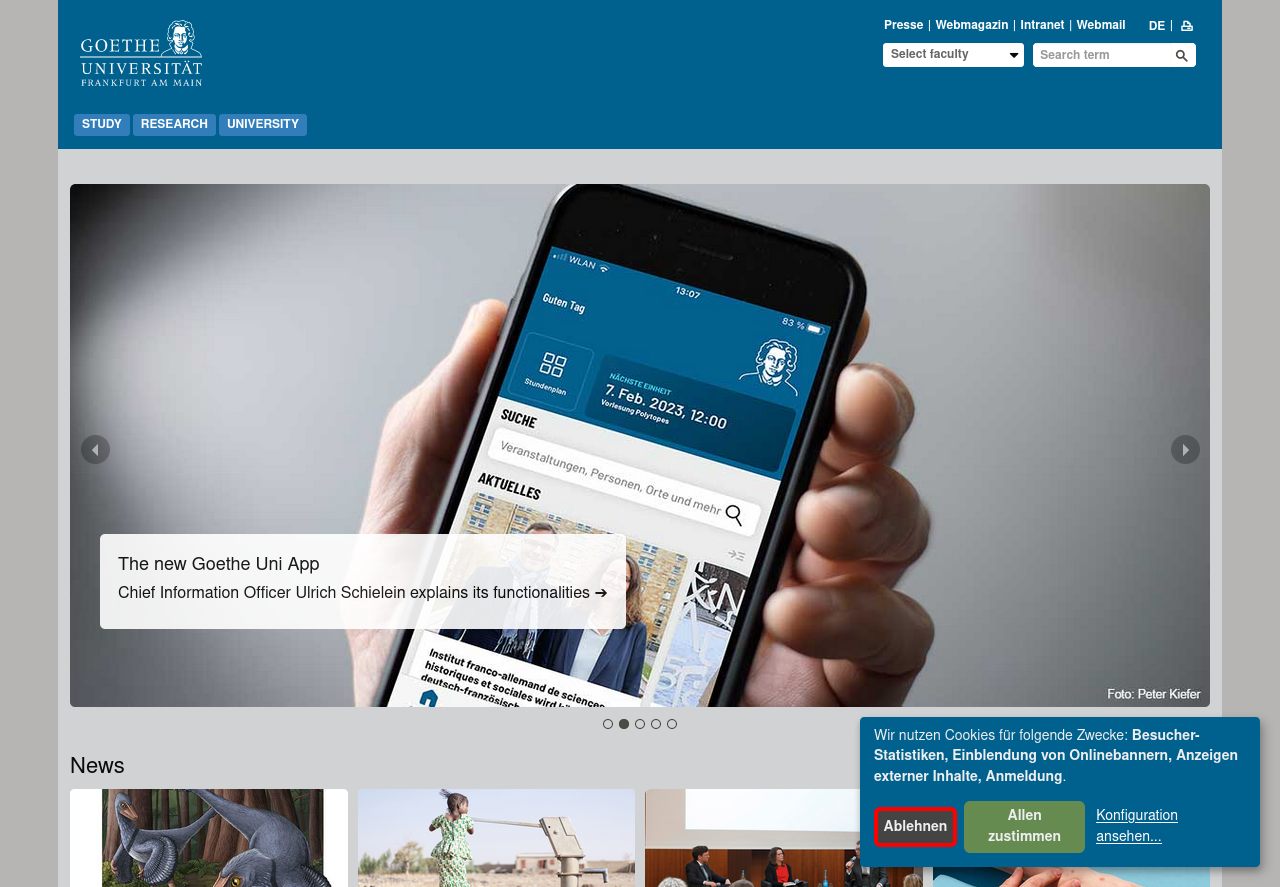 GOETHE
UNIVERSITÄT
FRANKFURT AM MAIN
Presse | Webmagazin | Intranet | Webmail
DE |
Select faculty
Search term
STUDY
RESEARCH
UNIVERSITY
WLAN
13:07
83 %
Guten Tag
Stundenplan
NÄCHSTE EINHEIT
7. Feb. 2023, 12:00
Vorlesung Polytopes
SUCHE
Veranstaltungen, Personen, Orte und mehr
AKTUELLES
The new Goethe Uni App
Chief Information Officer Ulrich Schielein explains its functionalities ➔
Institut franco-allemand de sciences
historiques et sociales wird
deutsch-französisch
Foto: Peter Kiefer
News
Wir nutzen Cookies für folgende Zwecke: Besucher-
Statistiken, Einblendung von Onlinebannern, Anzeigen
externer Inhalte, Anmeldung.
Ablehnen
Allen
zustimmen
Konfiguration
ansehen...